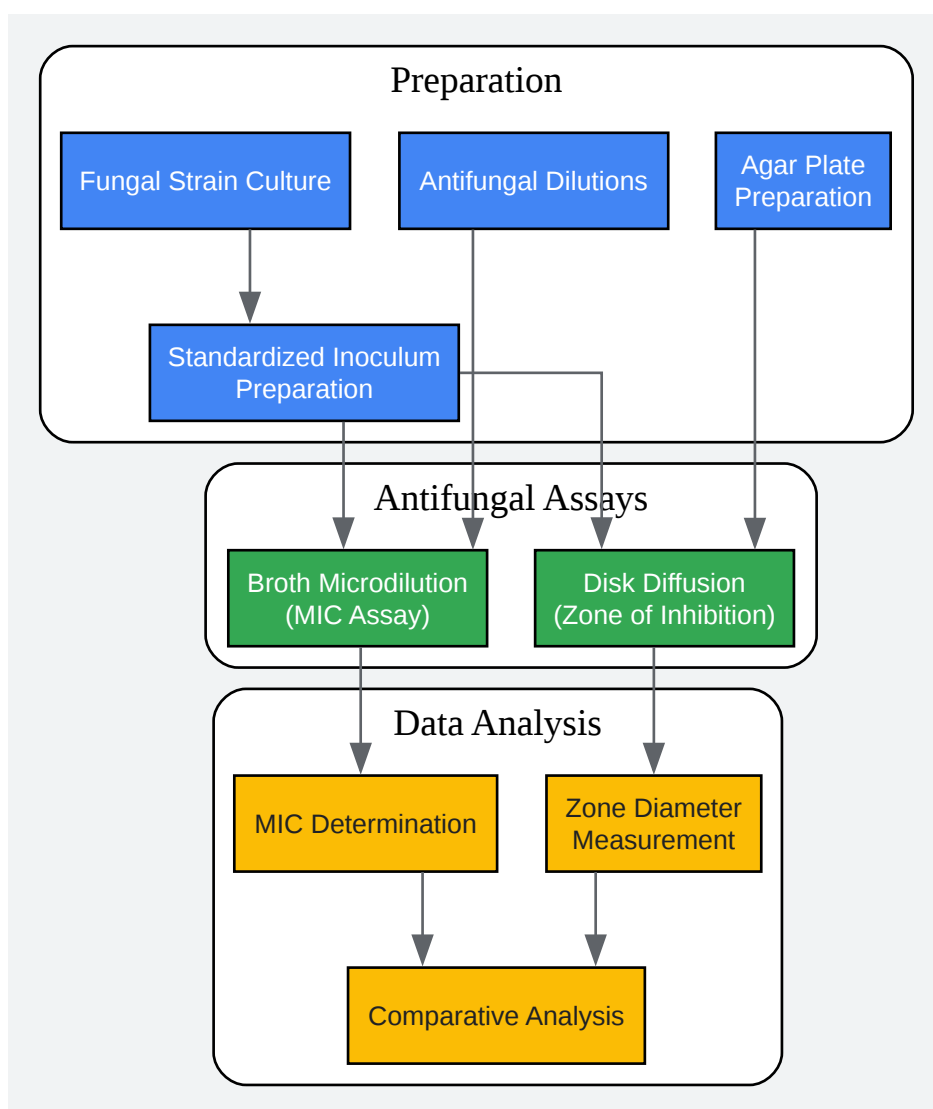 Preparation
Fungal Strain Culture
Antifungal Dilutions
Agar Plate
Preparation
Standardized Inoculum
Preparation
Antifungal Assays
Broth Microdilution
(MIC Assay)
Disk Diffusion
(Zone of Inhibition)
Data Analysis
MIC Determination
Zone Diameter
Measurement
Comparative Analysis